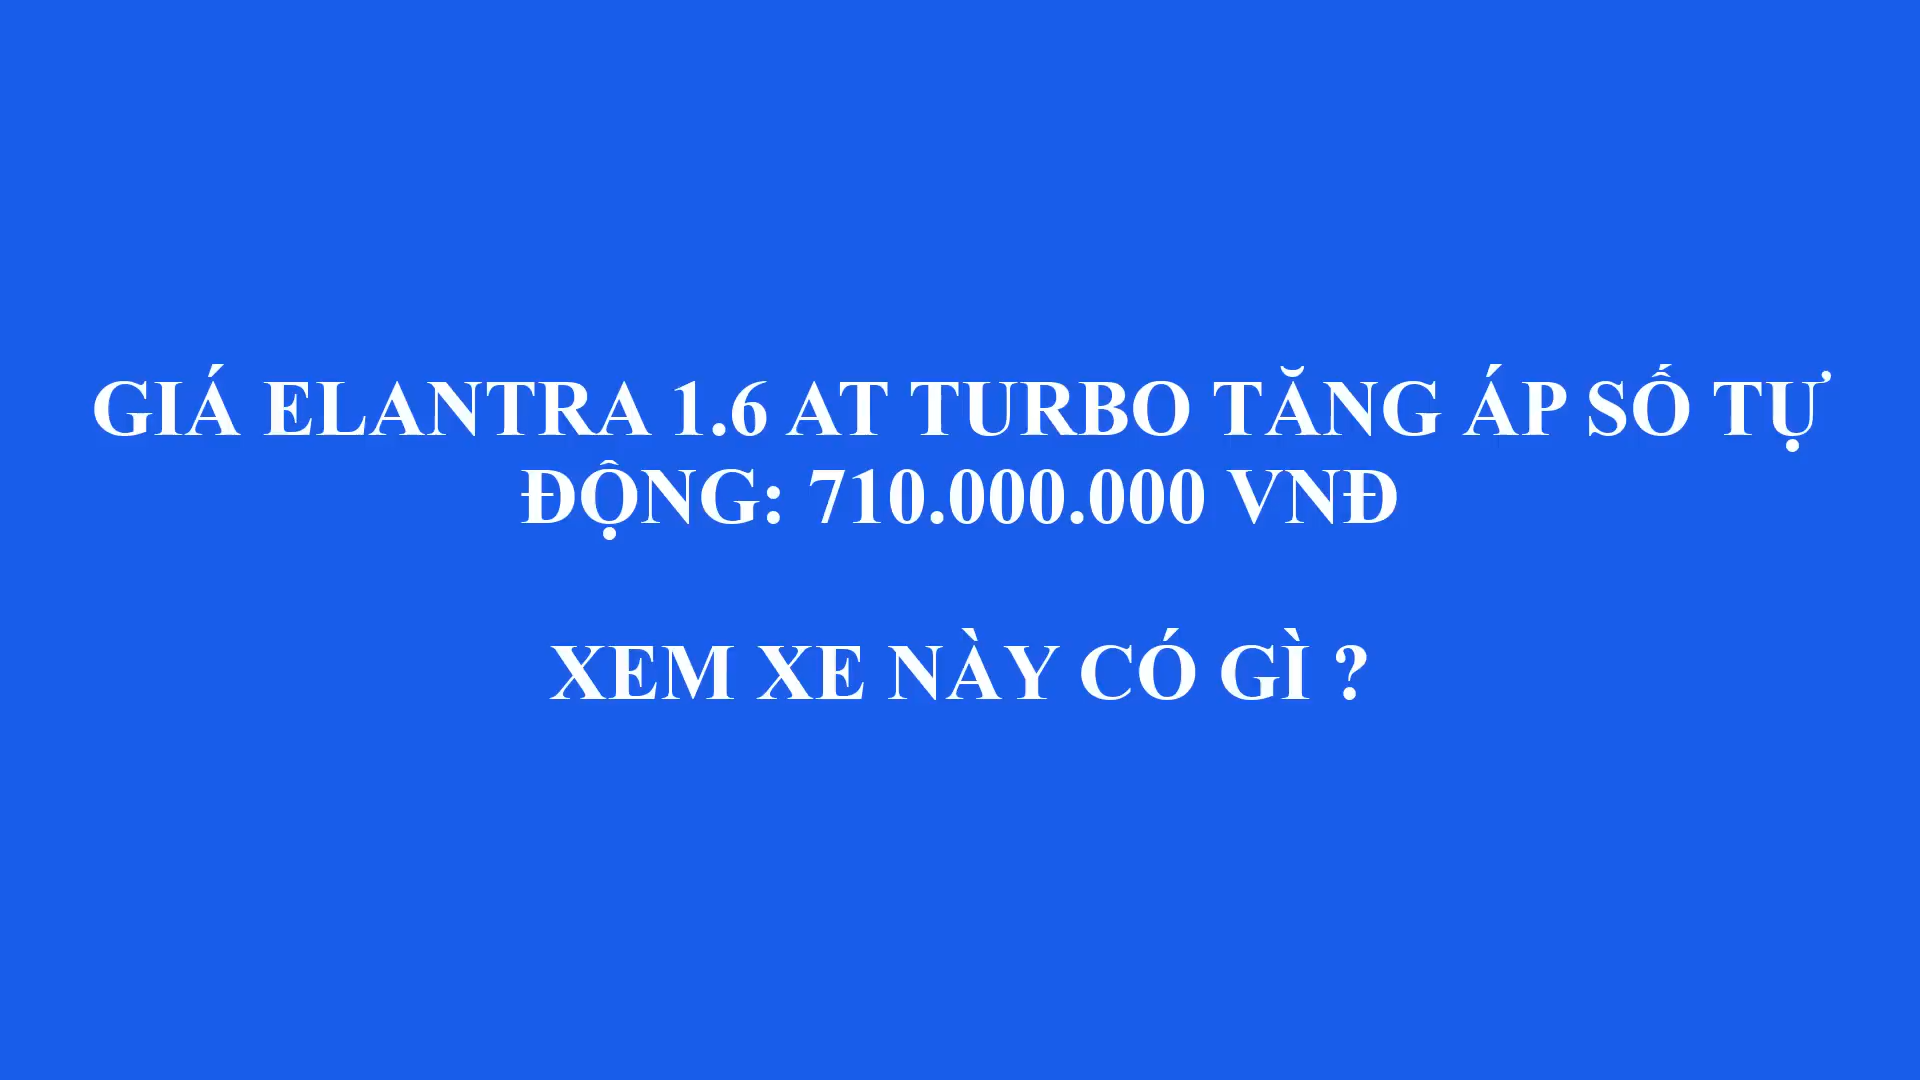 GIÁ ELANTRA 1.6 AT TURBO TĂNG ÁP SỐ TỰ
ĐỘNG: 710.000.000 VNĐ
XEM XE NÀY CÓ GÌ ?